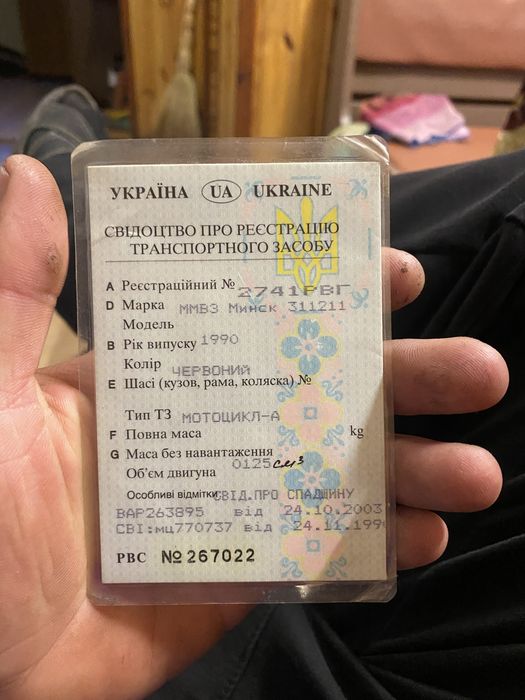 УКРАЇНА UA UKRAINE
СВІДОЦТВО ПРО РЕЄСТРАЦІЮ
ТРАНСПОРТНОГО ЗАСОБУ
A Реєстраційний № 2741РВГ
D Марка ММВЗ Минск 311211
Модель
B Рік випуску 1990
Колір ЧЕРВОНИЙ
E Шасі (кузов, рама, коляска) №
Тип ТЗ МОТОЦИКЛ-А
F Повна маса kg
G Маса без навантаження
Об'єм двигуна 0125 см³
Особливі відмітки СВІД.ПРО СПАДШИНУ
ВАР263895 від 24.10.2003
СВІ:мц770737 від 24.11.199
РВС №267022